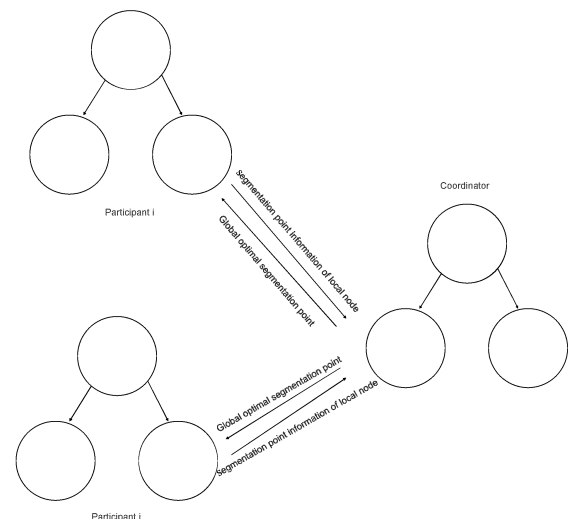 Coordinator
Segmentation point information of local node
Global optimal segmentation point
Participant i
Global optimal segmentation point
Segmentation point information of local node
Participant i